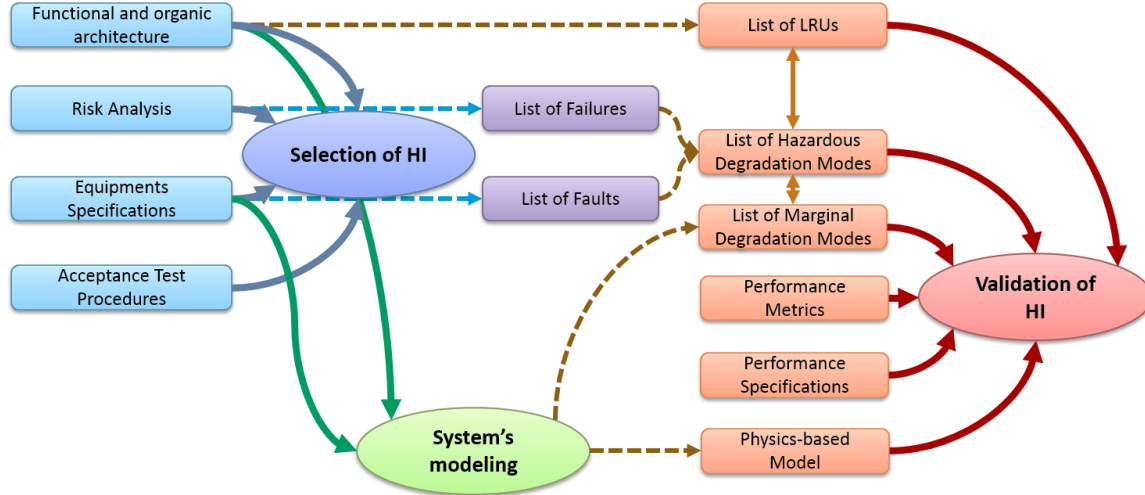 Functional and organic
architecture
Risk Analysis
Equipments
Specifications
Acceptance Test
Procedures
Selection of HI
List of Failures
List of Faults
System's
modeling
List of LRUs
List of Hazardous
Degradation Modes
List of Marginal
Degradation Modes
Performance
Metrics
Performance
Specifications
Physics-based
Model
Validation of
HI